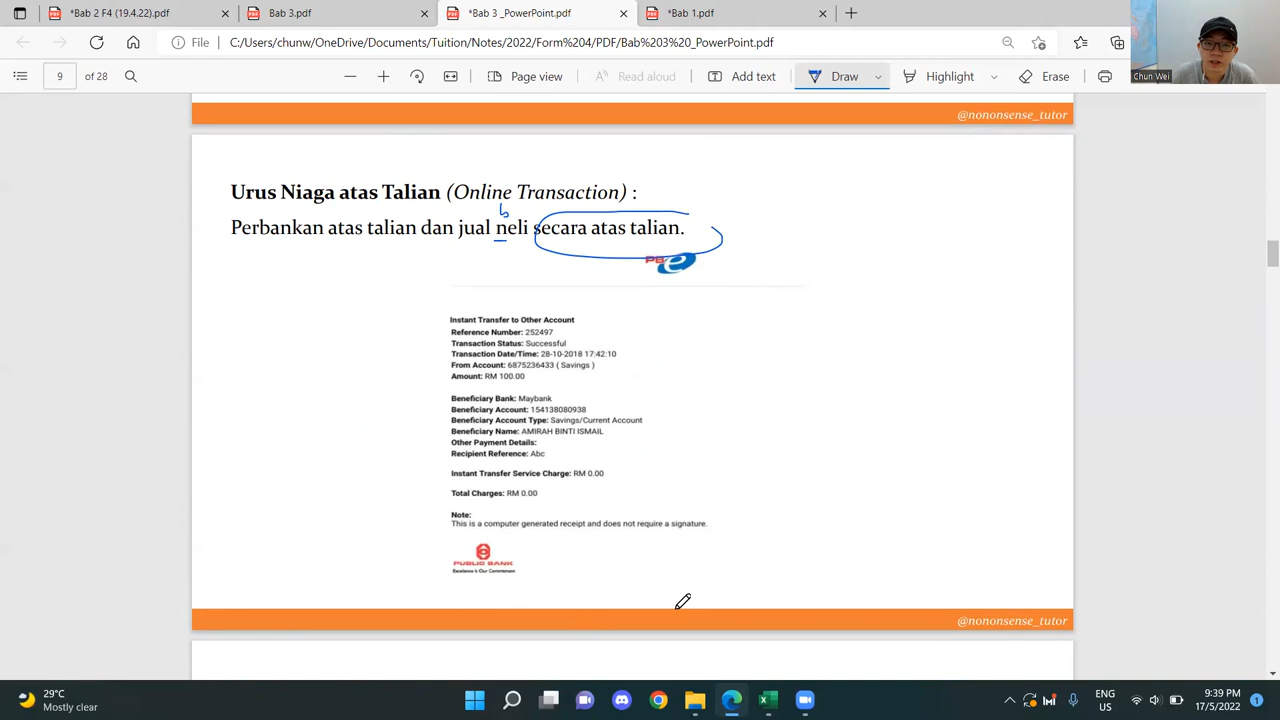 *Bab 2 F4 (19.4.22).pdf
Bab 3.pdf
*Bab 3 _PowerPoint.pdf
*Bab 1.pdf
File C:/Users/chunw/OneDrive/Documents/Tuition/Notes/2022/Form%204/PDF/Bab%203%20_PowerPoint.pdf
Chun Wei
9 of 28
Page view
Read aloud
Add text
Draw
Highlight
Erase
@nononsense_tutor
Urus Niaga atas Talian (Online Transaction) :
b
Perbankan atas talian dan jual neli secara atas talian.
PBe
Instant Transfer to Other Account
Reference Number: 252497
Transaction Status: Successful
Transaction Date/Time: 28-10-2018 17:42:10
From Account: 6875236433 ( Savings )
Amount: RM 100.00
Beneficiary Bank: Maybank
Beneficiary Account: 154138080938
Beneficiary Account Type: Savings/Current Account
Beneficiary Name: AMIRAH BINTI ISMAIL
Other Payment Details:
Recipient Reference: Abc
Instant Transfer Service Charge: RM 0.00
Total Charges: RM 0.00
Note:
This is a computer generated receipt and does not require a signature.
PUBLIC BANK
Excellence Is Our Commitment
@nononsense_tutor
29°C
Mostly clear
ENG
US
9:39 PM
17/5/2022